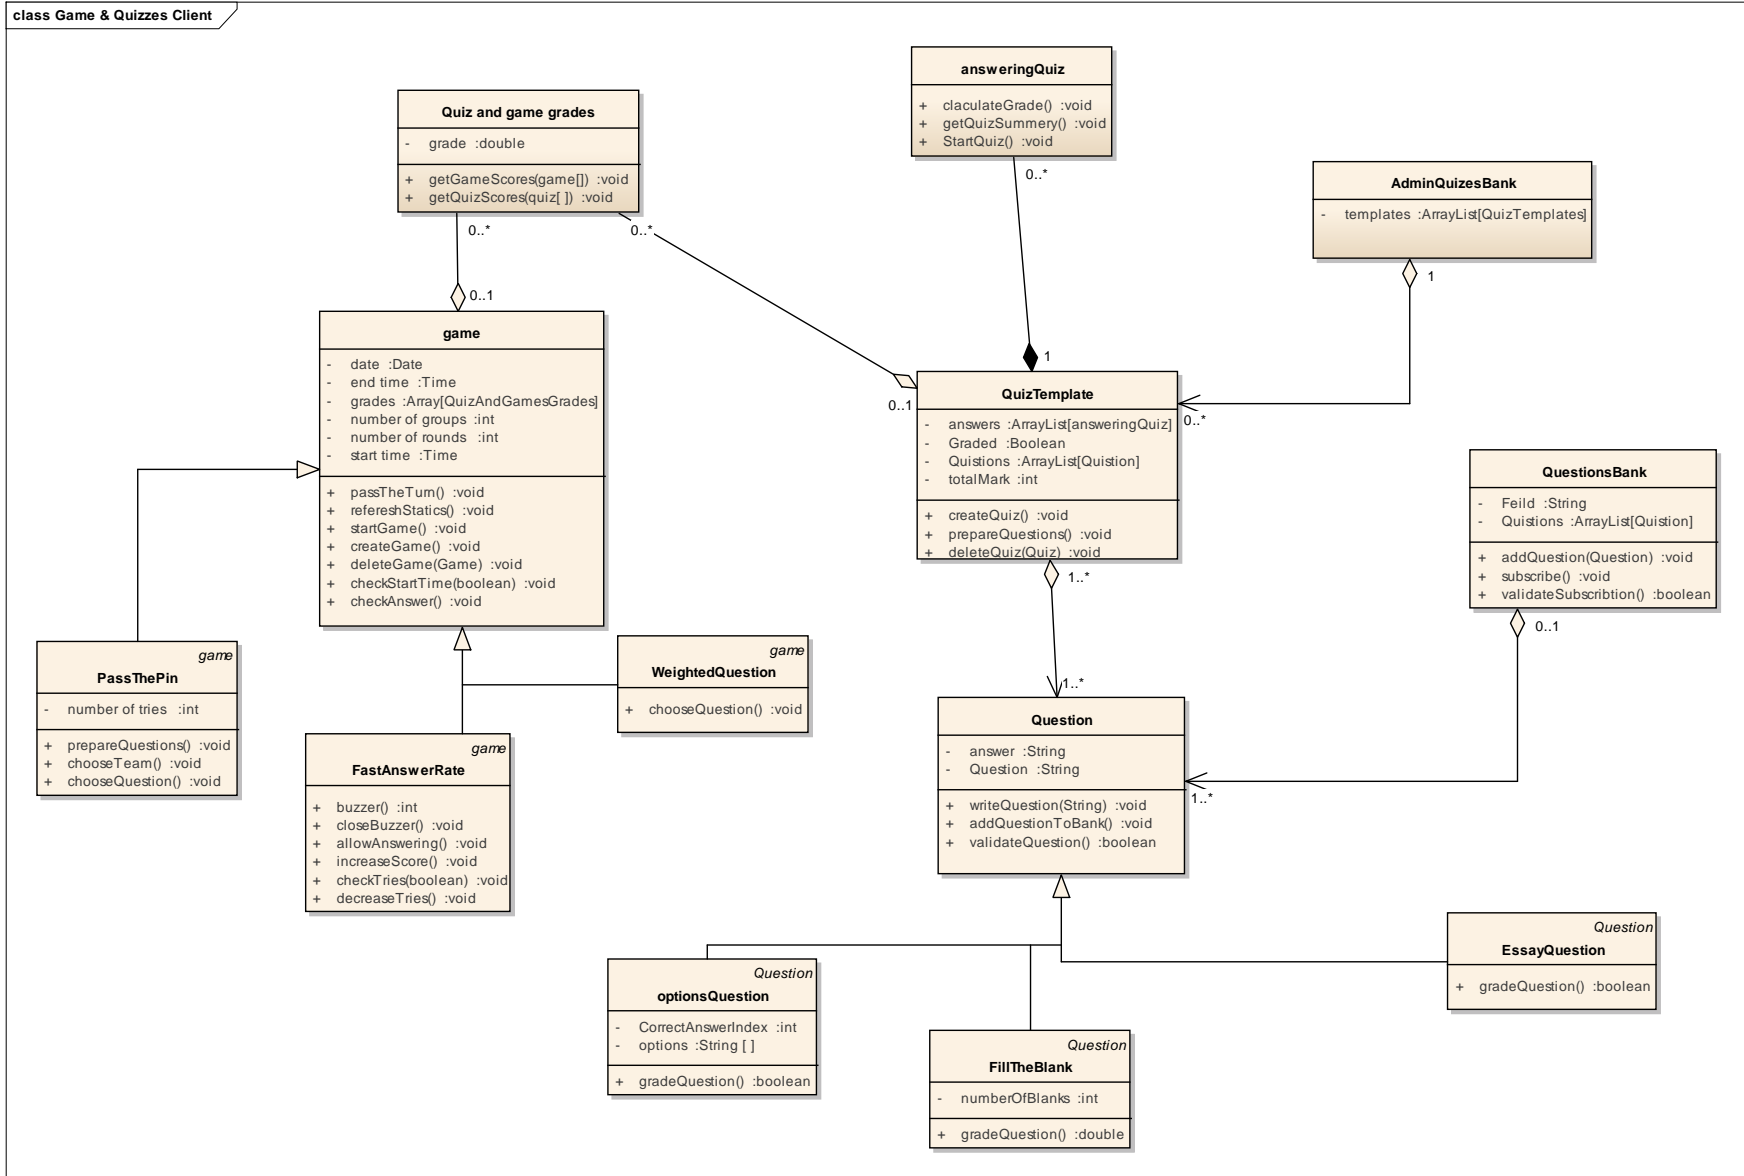 class Game & Quizzes Client
answeringQuiz
+ claculateGrade() :void
+ getQuizSummery() :void
+ StartQuiz() :void
0..*
Quiz and game grades
- grade :double
+ getGameScores(game[]) :void
+ getQuizScores(quiz[ ]) :void
0..*
0..*
AdminQuizesBank
- templates :ArrayList[QuizTemplates]
1
0..*
0..1
game
- date :Date
- end time :Time
- grades :Array[QuizAndGamesGrades]
- number of groups :int
- number of rounds :int
- start time :Time
+ passTheTurn() :void
+ refereshStatics() :void
+ startGame() :void
+ createGame() :void
+ deleteGame(Game) :void
+ checkStartTime(boolean) :void
+ checkAnswer() :void
1
0..1
QuizTemplate
- answers :ArrayList[answeringQuiz]
- Graded :Boolean
- Quistions :ArrayList[Quistion]
- totalMark :int
+ createQuiz() :void
+ prepareQuestions() :void
+ deleteQuiz(Quiz) :void
1..*
1..*
QuestionsBank
- Feild :String
- Quistions :ArrayList[Quistion]
+ addQuestion(Question) :void
+ subscribe() :void
+ validateSubscribtion() :boolean
0..1
1..*
game
PassThePin
- number of tries :int
+ prepareQuestions() :void
+ chooseTeam() :void
+ chooseQuestion() :void
game
WeightedQuestion
+ chooseQuestion() :void
game
FastAnswerRate
+ buzzer() :int
+ closeBuzzer() :void
+ allowAnswering() :void
+ increaseScore() :void
+ checkTries(boolean) :void
+ decreaseTries() :void
Question
- answer :String
- Question :String
+ writeQuestion(String) :void
+ addQuestionToBank() :void
+ validateQuestion() :boolean
Question
optionsQuestion
- CorrectAnswerIndex :int
- options :String [ ]
+ gradeQuestion() :boolean
Question
FillTheBlank
- numberOfBlanks :int
+ gradeQuestion() :double
Question
EssayQuestion
+ gradeQuestion() :boolean